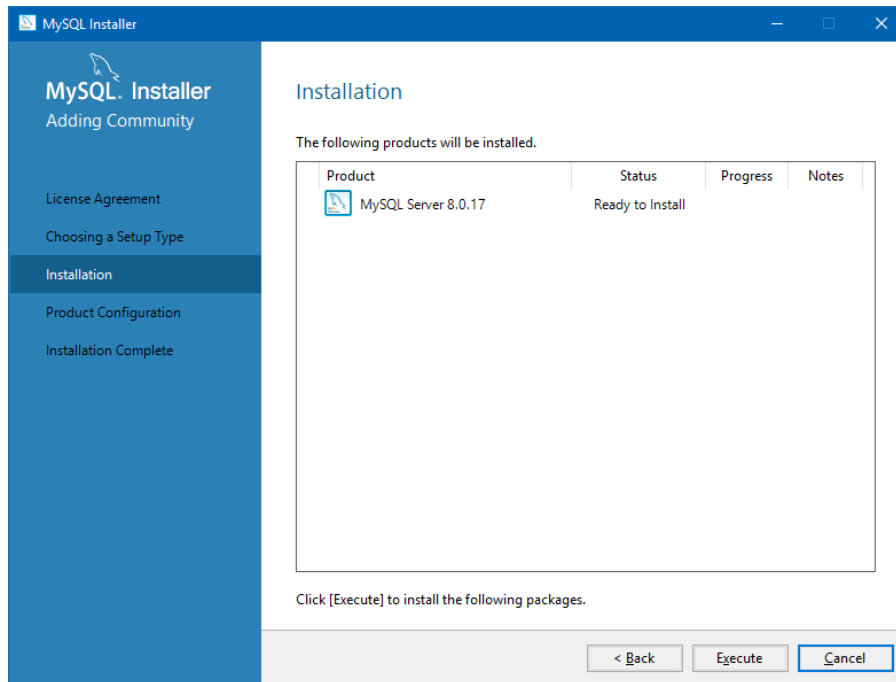 MySQL Installer
MySQL. Installer
Adding Community
License Agreement
Choosing a Setup Type
Installation
Product Configuration
Installation Complete
Installation
The following products will be installed.
Product Status Progress Notes
MySQL Server 8.0.17 Ready to Install
Click [Execute] to install the following packages.
< Back Execute Cancel